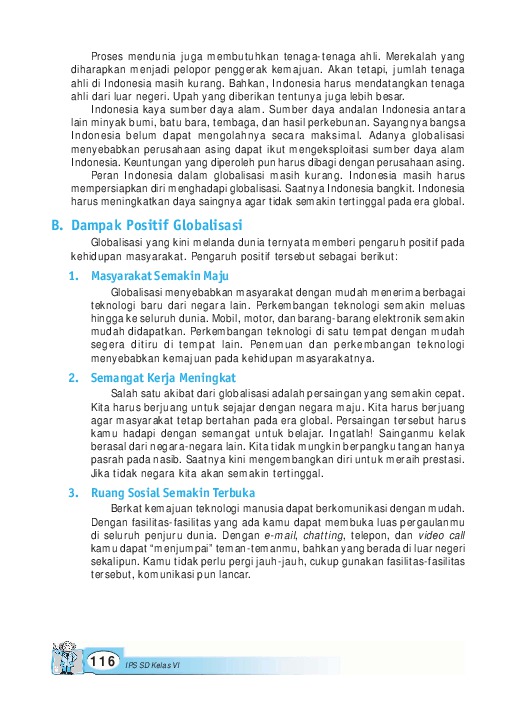 Proses mendunia juga membutuhkan tenaga-tenaga ahli. Merekalah yang
diharapkan menjadi pelopor penggerak kemajuan. Akan tetapi, jumlah tenaga
ahli di Indonesia masih kurang. Bahkan, Indonesia harus mendatangkan tenaga
ahli dari luar negeri. Upah yang diberikan tentunya juga lebih besar.
Indonesia kaya sumber daya alam. Sumber daya andalan Indonesia antara
lain minyak bumi, batu bara, tembaga, dan hasil perkebunan. Sayangnya bangsa
Indonesia belum dapat mengolahnya secara maksimal. Adanya globalisasi
menyebabkan perusahaan asing dapat ikut mengeksploitasi sumber daya alam
Indonesia. Keuntungan yang diperoleh pun harus dibagi dengan perusahaan asing.
Peran Indonesia dalam globalisasi masih kurang. Indonesia masih harus
mempersiapkan diri menghadapi globalisasi. Saatnya Indonesia bangkit. Indonesia
harus meningkatkan daya saingnya agar tidak semakin tertinggal pada era global.
B. Dampak Positif Globalisasi
Globalisasi yang kini melanda dunia ternyata memberi pengaruh positif pada
kehidupan masyarakat. Pengaruh positif tersebut sebagai berikut:
1. Masyarakat Semakin Maju
Globalisasi menyebabkan masyarakat dengan mudah menerima berbagai
teknologi baru dari negara lain. Perkembangan teknologi semakin meluas
hingga ke seluruh dunia. Mobil, motor, dan barang-barang elektronik semakin
mudah didapatkan. Perkembangan teknologi di satu tempat dengan mudah
segera ditiru di tempat lain. Penemuan dan perkembangan teknologi
menyebabkan kemajuan pada kehidupan masyarakatnya.
2. Semangat Kerja Meningkat
Salah satu akibat dari globalisasi adalah persaingan yang semakin cepat.
Kita harus berjuang untuk sejajar dengan negara maju. Kita harus berjuang
agar masyarakat tetap bertahan pada era global. Persaingan tersebut harus
kamu hadapi dengan semangat untuk belajar. Ingatlah! Sainganmu kelak
berasal dari negara-negara lain. Kita tidak mungkin berpangku tangan hanya
pasrah pada nasib. Saatnya kini mengembangkan diri untuk meraih prestasi.
Jika tidak negara kita akan semakin tertinggal.
3. Ruang Sosial Semakin Terbuka
Berkat kemajuan teknologi manusia dapat berkomunikasi dengan mudah.
Dengan fasilitas-fasilitas yang ada kamu dapat membuka luas pergaulanmu
di seluruh penjuru dunia. Dengan e-mail, chatting, telepon, dan video call
kamu dapat "menjumpai" teman-temanmu, bahkan yang berada di luar negeri
sekalipun. Kamu tidak perlu pergi jauh-jauh, cukup gunakan fasilitas-fasilitas
tersebut, komunikasi pun lancar.
116 IPS SD Kelas VI